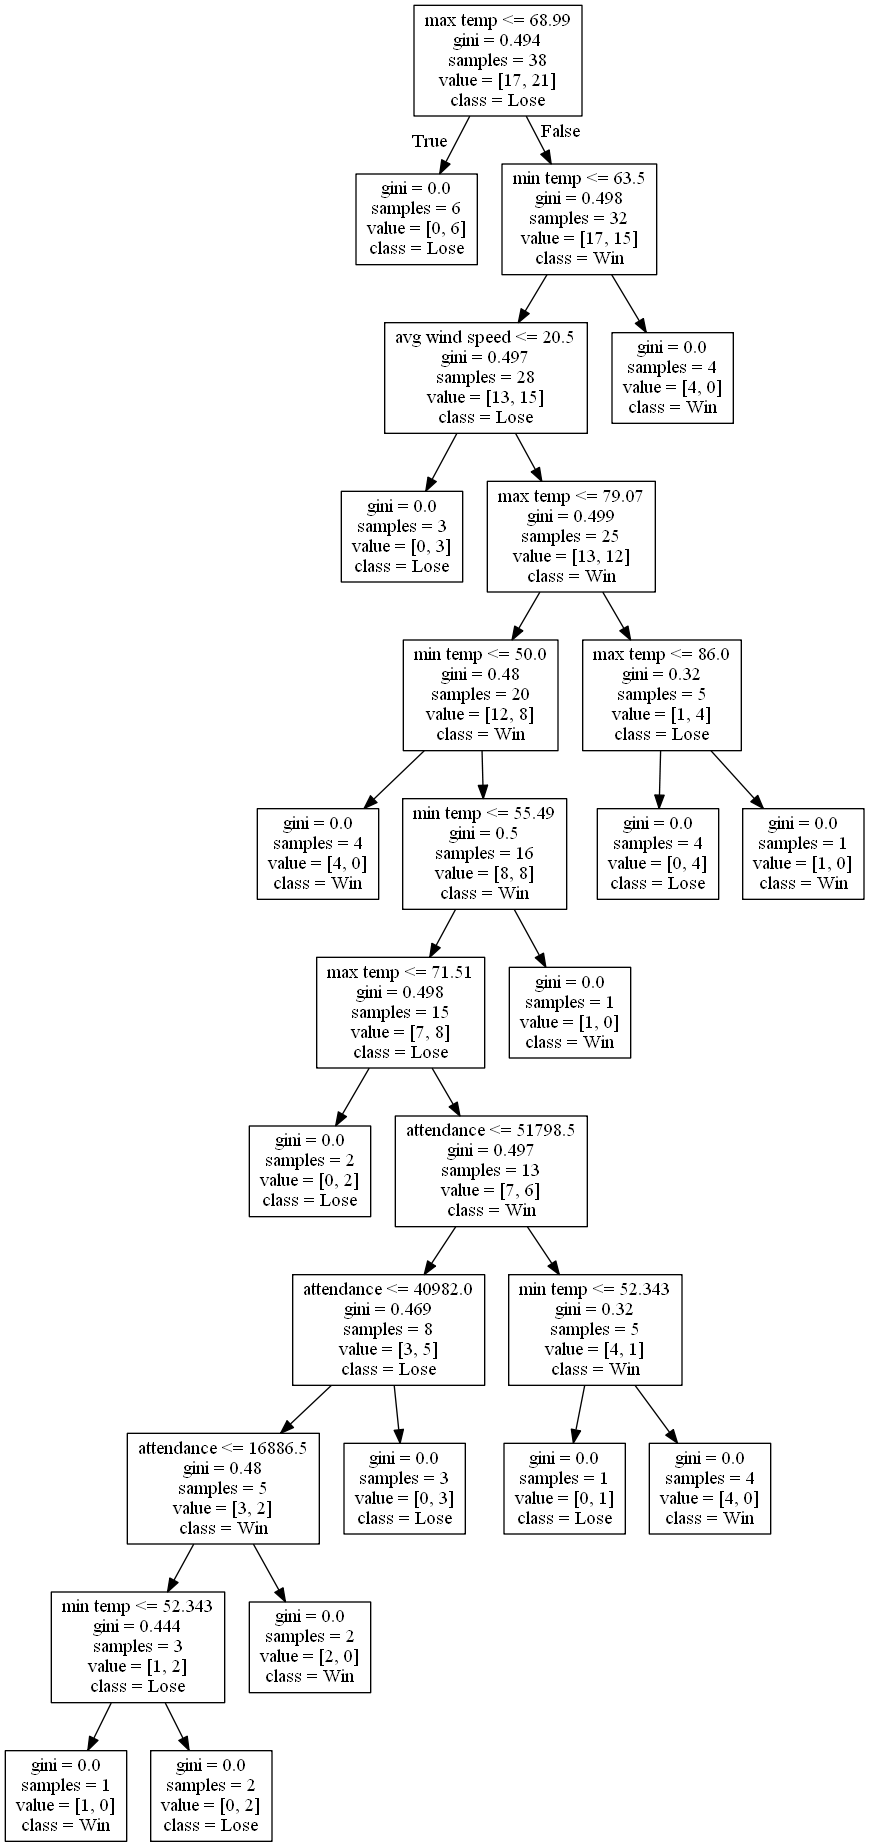 max temp <= 68.99
gini = 0.494
samples = 38
value = [17, 21]
class = Lose
True
False
gini = 0.0
samples = 6
value = [0, 6]
class = Lose
min temp <= 63.5
gini = 0.498
samples = 32
value = [17, 15]
class = Win
avg wind speed <= 20.5
gini = 0.497
samples = 28
value = [13, 15]
class = Lose
gini = 0.0
samples = 4
value = [4, 0]
class = Win
gini = 0.0
samples = 3
value = [0, 3]
class = Lose
max temp <= 79.07
gini = 0.499
samples = 25
value = [13, 12]
class = Win
min temp <= 50.0
gini = 0.48
samples = 20
value = [12, 8]
class = Win
max temp <= 86.0
gini = 0.32
samples = 5
value = [1, 4]
class = Lose
gini = 0.0
samples = 4
value = [4, 0]
class = Win
min temp <= 55.49
gini = 0.5
samples = 16
value = [8, 8]
class = Win
gini = 0.0
samples = 4
value = [0, 4]
class = Lose
gini = 0.0
samples = 1
value = [1, 0]
class = Win
max temp <= 71.51
gini = 0.498
samples = 15
value = [7, 8]
class = Lose
gini = 0.0
samples = 1
value = [1, 0]
class = Win
gini = 0.0
samples = 2
value = [0, 2]
class = Lose
attendance <= 51798.5
gini = 0.497
samples = 13
value = [7, 6]
class = Win
attendance <= 40982.0
gini = 0.469
samples = 8
value = [3, 5]
class = Lose
min temp <= 52.343
gini = 0.32
samples = 5
value = [4, 1]
class = Win
attendance <= 16886.5
gini = 0.48
samples = 5
value = [3, 2]
class = Win
gini = 0.0
samples = 3
value = [0, 3]
class = Lose
gini = 0.0
samples = 1
value = [0, 1]
class = Lose
gini = 0.0
samples = 4
value = [4, 0]
class = Win
min temp <= 52.343
gini = 0.444
samples = 3
value = [1, 2]
class = Lose
gini = 0.0
samples = 2
value = [2, 0]
class = Win
gini = 0.0
samples = 1
value = [1, 0]
class = Win
gini = 0.0
samples = 2
value = [0, 2]
class = Lose